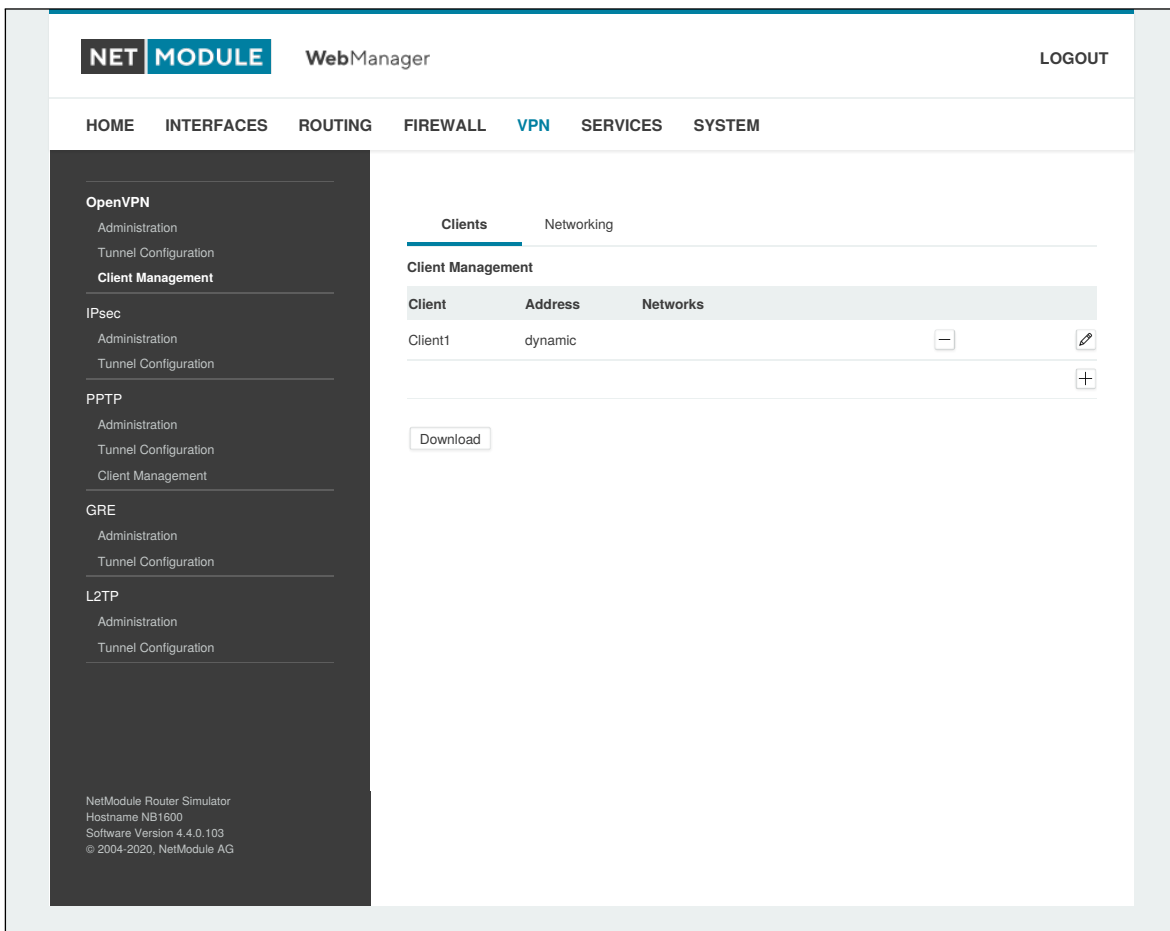 NET MODULE WebManager LOGOUT
HOME INTERFACES ROUTING FIREWALL VPN SERVICES SYSTEM
OpenVPN
Administration
Tunnel Configuration
Client Management
IPsec
Administration
Tunnel Configuration
PPTP
Administration
Tunnel Configuration
Client Management
GRE
Administration
Tunnel Configuration
L2TP
Administration
Tunnel Configuration
NetModule Router Simulator
Hostname NB1600
Software Version 4.4.0.103
© 2004-2020, NetModule AG
Clients Networking
Client Management
Client Address Networks
Client1 dynamic
Download